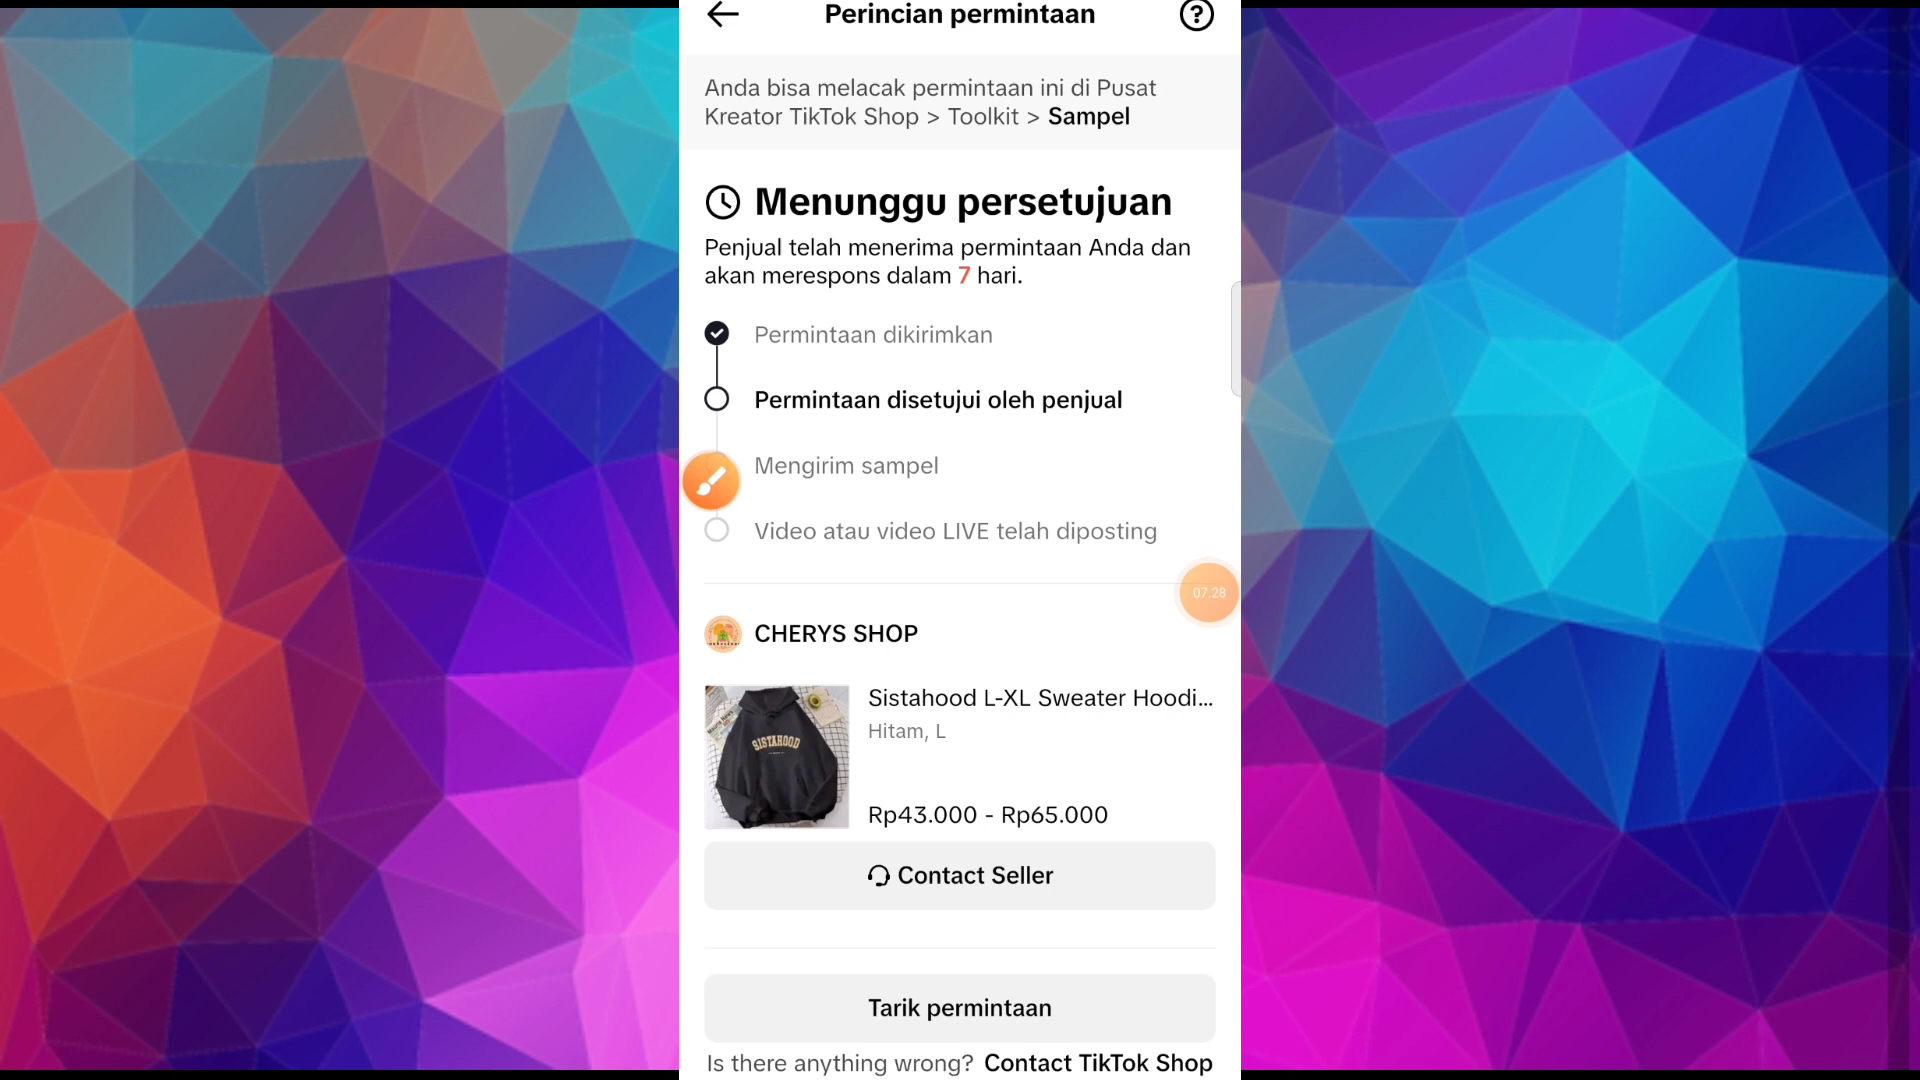 Perincian permintaan
Anda bisa melacak permintaan ini di Pusat
Kreator TikTok Shop > Toolkit > Sampel
Menunggu persetujuan
Penjual telah menerima permintaan Anda dan
akan merespons dalam 7 hari.
Permintaan dikirimkan
Permintaan disetujui oleh penjual
Mengirim sampel
Video atau video LIVE telah diposting
07.28
CHERYS SHOP
Sistahood L-XL Sweater Hoodi...
Hitam, L
SISTAHOOD
Rp43.000 - Rp65.000
Contact Seller
Tarik permintaan
Is there anything wrong? Contact TikTok Shop